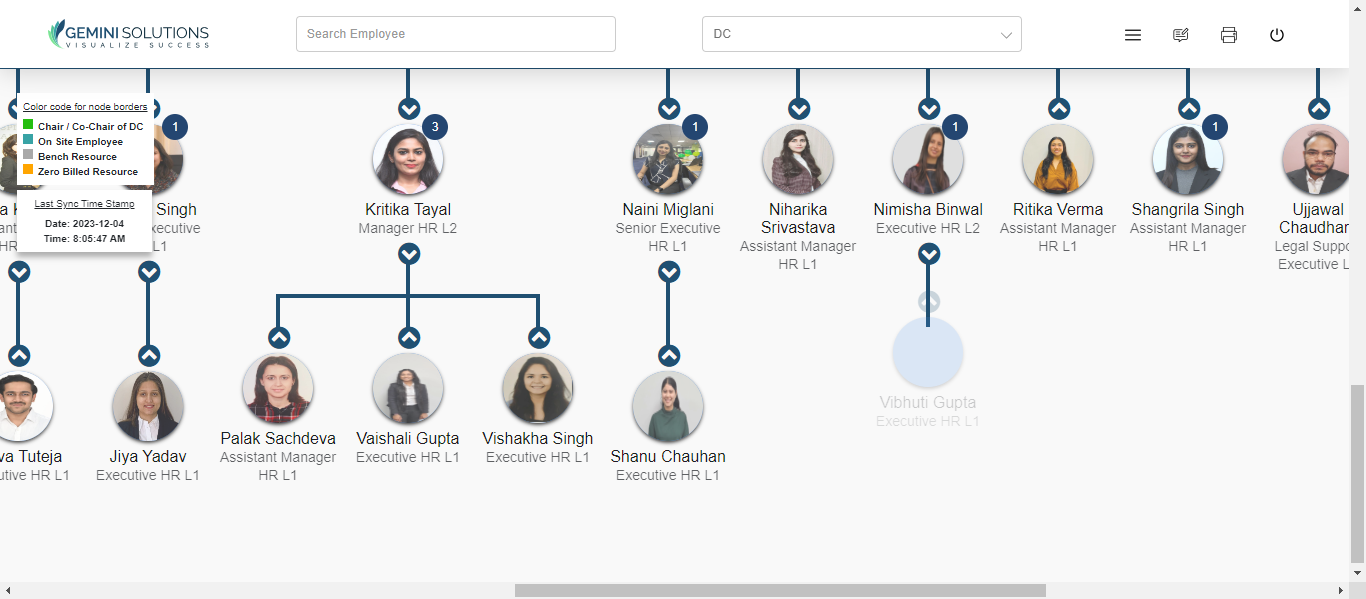 GEMINI SOLUTIONS
VISUALIZE SUCCESS
Search Employee
DC
Color code for node borders
Chair / Co-Chair of DC
On Site Employee
Bench Resource
Zero Billed Resource
Last Sync Time Stamp
Date: 2023-12-04
Time: 8:05:47 AM
1
Singh
L1
3
Kritika Tayal
Manager HR L2
1
Naini Miglani
Senior Executive
HR L1
Niharika
Srivastava
Assistant Manager
HR L1
1
Nimisha Binwal
Executive HR L2
Ritika Verma
Assistant Manager
HR L1
1
Shangrila Singh
Assistant Manager
HR L1
Ujjawal
Chaudhar
Legal Suppo
Executive L
va Tuteja
utive HR L1
Jiya Yadav
Executive HR L1
Palak Sachdeva
Assistant Manager
HR L1
Vaishali Gupta
Executive HR L1
Vishakha Singh
Executive HR L1
Shanu Chauhan
Executive HR L1
Vibhuti Gupta
Executive HR L1